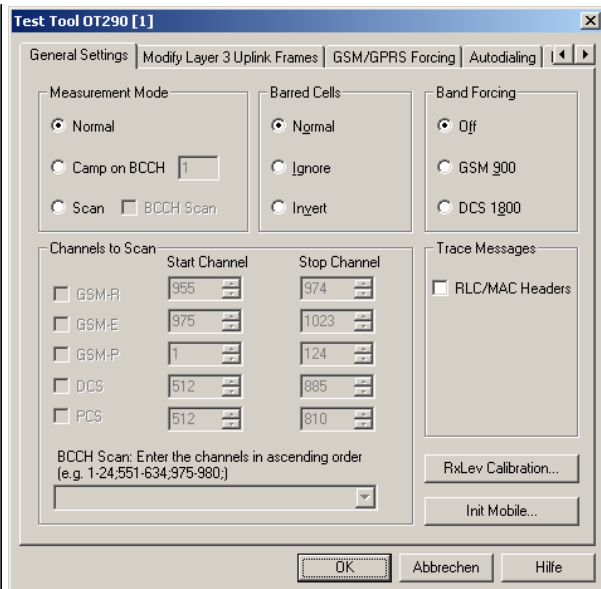 Test Tool OT290 [1]
General Settings Modify Layer 3 Uplink Frames GSM/GPRS Forcing Autodialing
Measurement Mode
Normal
Camp on BCCH 1
Scan BCCH Scan
Barred Cells
Normal
Ignore
Invert
Band Forcing
Off
GSM 900
DCS 1800
Channels to Scan
Start Channel Stop Channel
GSM-R 955 974
GSM-E 975 1023
GSM-P 1 124
DCS 512 885
PCS 512 810
BCCH Scan: Enter the channels in ascending order
(e.g. 1-24;551-634;975-980;)
Trace Messages
RLC/MAC Headers
RxLev Calibration...
Init Mobile...
OK Abbrechen Hilfe